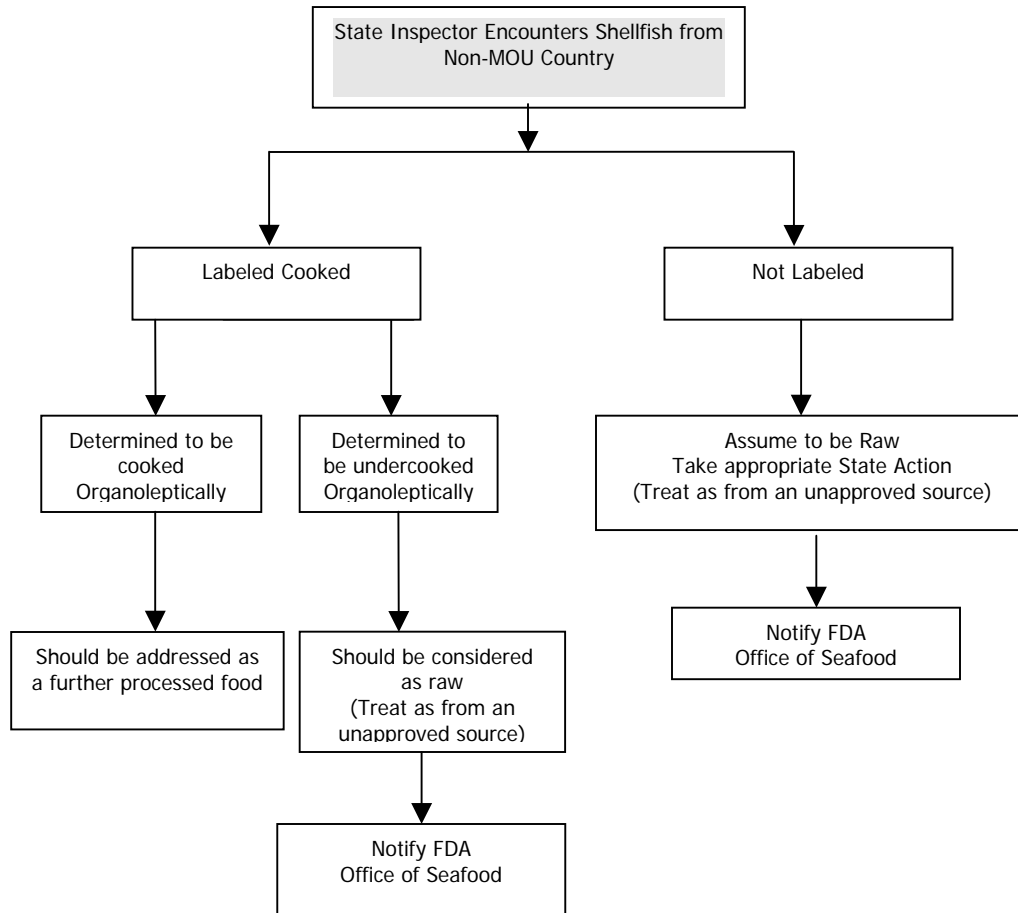 State Inspector Encounters Shellfish from
Non-MOU Country
Labeled Cooked
Not Labeled
Determined to be
cooked
Organoleptically
Determined to
be undercooked
Organoleptically
Assume to be Raw
Take appropriate State Action
(Treat as from an unapproved source)
Should be addressed as
a further processed food
Should be considered
as raw
(Treat as from an
unapproved source)
Notify FDA
Office of Seafood
Notify FDA
Office of Seafood